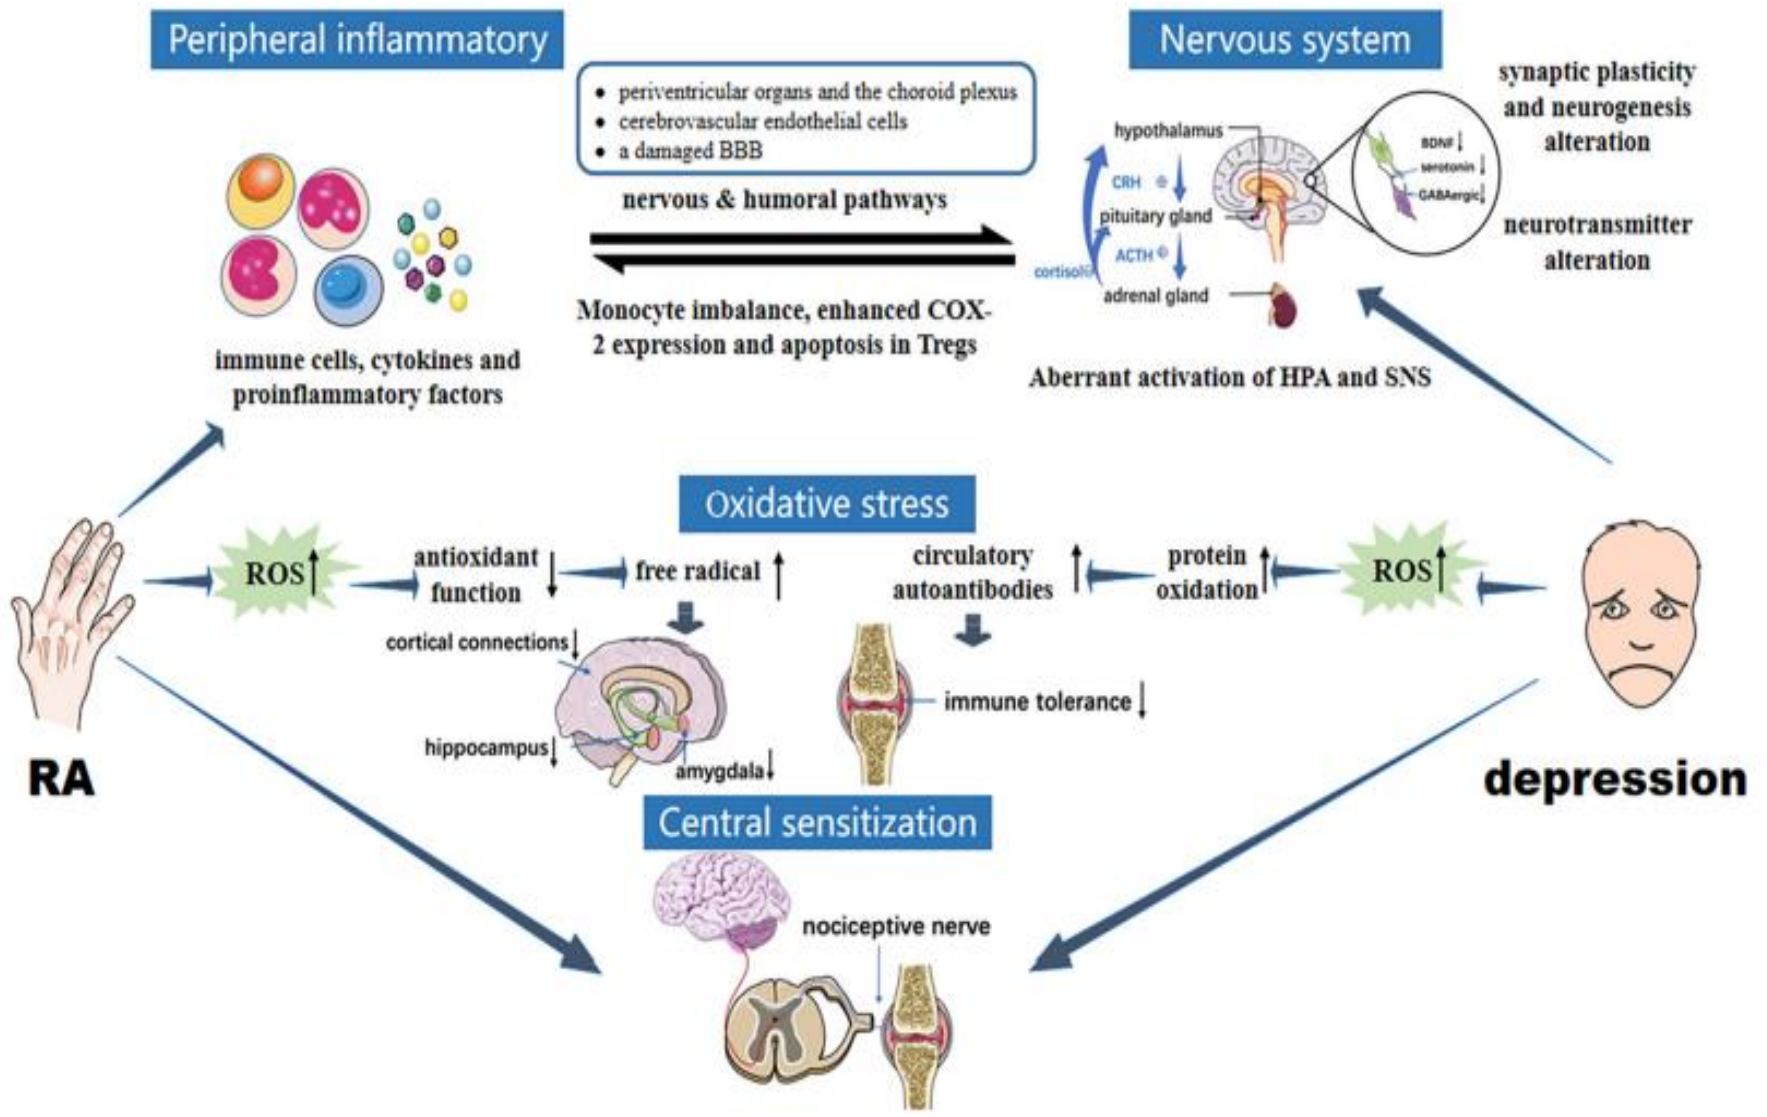 Peripheral inflammatory
Nervous system
● periventricular organs and the choroid plexus
● cerebrovascular endothelial cells
● a damaged BBB
nervous & humoral pathways
Monocyte imbalance, enhanced COX-
2 expression and apoptosis in Tregs
immune cells, cytokines and
proinflammatory factors
hypothalamus
CRH ⊕
pituitary gland
ACTH ⊕
cortisol⊖
adrenal gland
BDNF↓
serotonin↓
GABAergic↓
synaptic plasticity
and neurogenesis
alteration
neurotransmitter
alteration
Aberrant activation of HPA and SNS
Oxidative stress
ROS↑
antioxidant
function ↓
free radical ↑
circulatory
autoantibodies ↑
protein
oxidation ↑
ROS↑
cortical connections↓
hippocampus↓
amygdala↓
immune tolerance↓
RA
depression
Central sensitization
nociceptive nerve